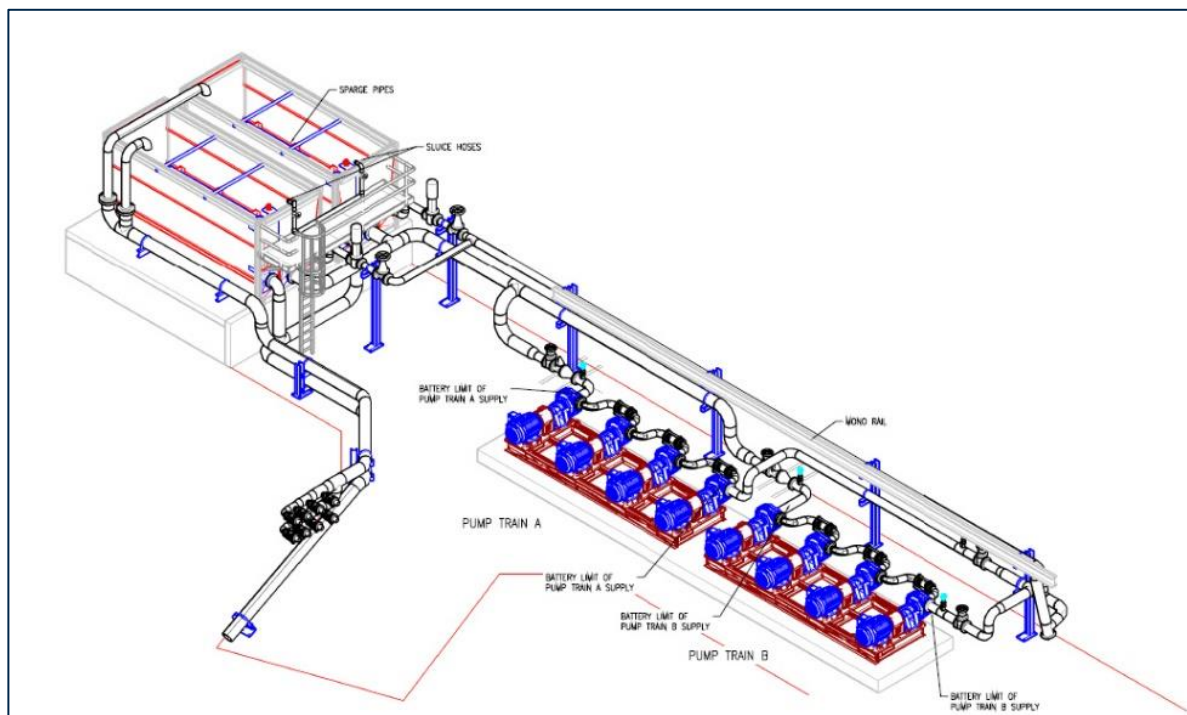 SPARGE PIPES
SLUICE HOSES
BATTERY LIMIT OF
PUMP TRAIN A SUPPLY
MONO RAIL
PUMP TRAIN A
BATTERY LIMIT OF
PUMP TRAIN A SUPPLY
BATTERY LIMIT OF
PUMP TRAIN B SUPPLY
PUMP TRAIN B
BATTERY LIMIT OF
PUMP TRAIN B SUPPLY